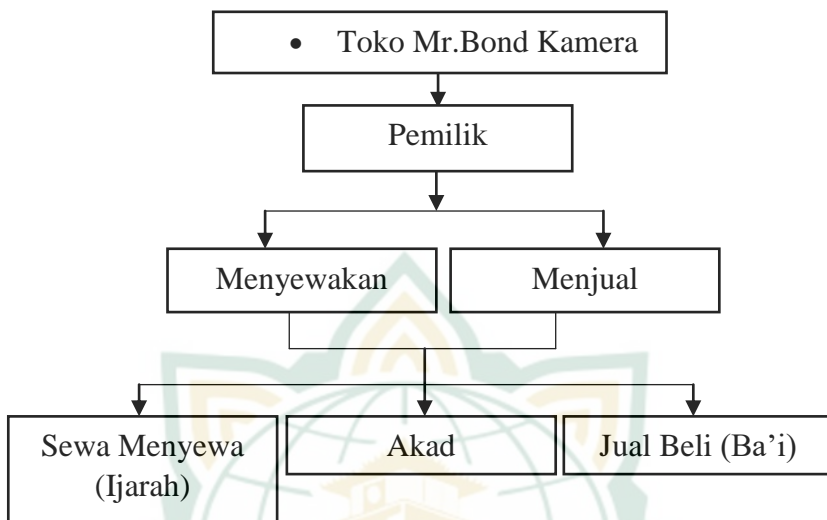 • Toko Mr.Bond Kamera
Pemilik
Menyewakan
Menjual
Sewa Menyewa
(Ijarah)
Akad
Jual Beli (Ba’i)